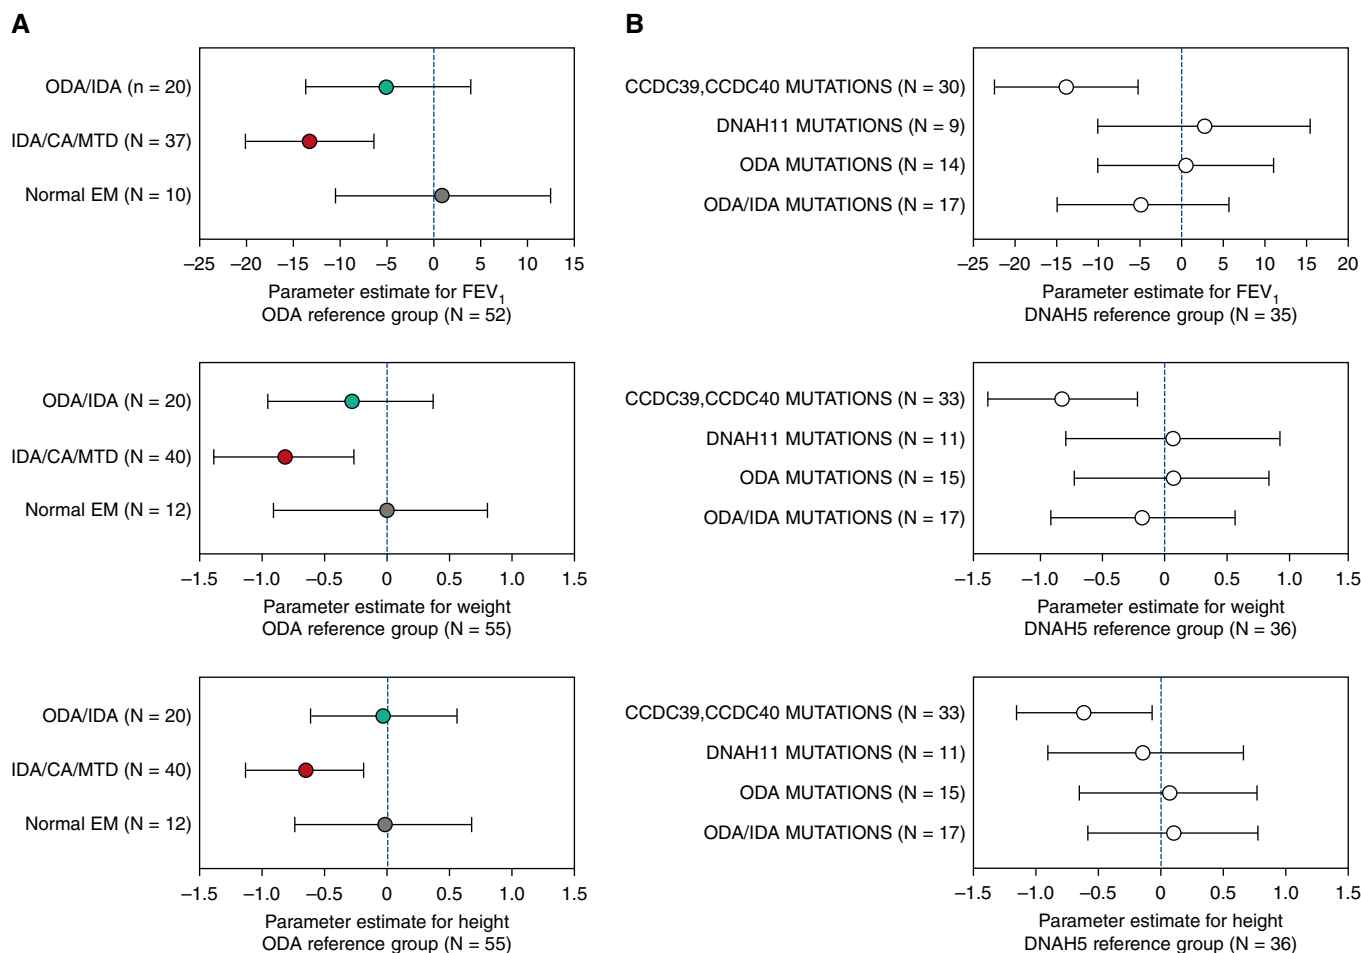 A
ODA/IDA (n = 20)
IDA/CA/MTD (N = 37)
Normal EM (N = 10)
–25 –20 –15 –10 –5 0 5 10 15
Parameter estimate for FEV1
ODA reference group (N = 52)
ODA/IDA (N = 20)
IDA/CA/MTD (N = 40)
Normal EM (N = 12)
–1.5 –1.0 –0.5 0 0.5 1.0 1.5
Parameter estimate for weight
ODA reference group (N = 55)
ODA/IDA (N = 20)
IDA/CA/MTD (N = 40)
Normal EM (N = 12)
–1.5 –1.0 –0.5 0 0.5 1.0 1.5
Parameter estimate for height
ODA reference group (N = 55)
B
CCDC39,CCDC40 MUTATIONS (N = 30)
DNAH11 MUTATIONS (N = 9)
ODA MUTATIONS (N = 14)
ODA/IDA MUTATIONS (N = 17)
–25 –20 –15 –10 –5 0 5 10 15 20
Parameter estimate for FEV1
DNAH5 reference group (N = 35)
CCDC39,CCDC40 MUTATIONS (N = 33)
DNAH11 MUTATIONS (N = 11)
ODA MUTATIONS (N = 15)
ODA/IDA MUTATIONS (N = 17)
–1.5 –1.0 –0.5 0 0.5 1.0 1.5
Parameter estimate for weight
DNAH5 reference group (N = 36)
CCDC39,CCDC40 MUTATIONS (N = 33)
DNAH11 MUTATIONS (N = 11)
ODA MUTATIONS (N = 15)
ODA/IDA MUTATIONS (N = 17)
–1.5 –1.0 –0.5 0 0.5 1.0 1.5
Parameter estimate for height
DNAH5 reference group (N = 36)